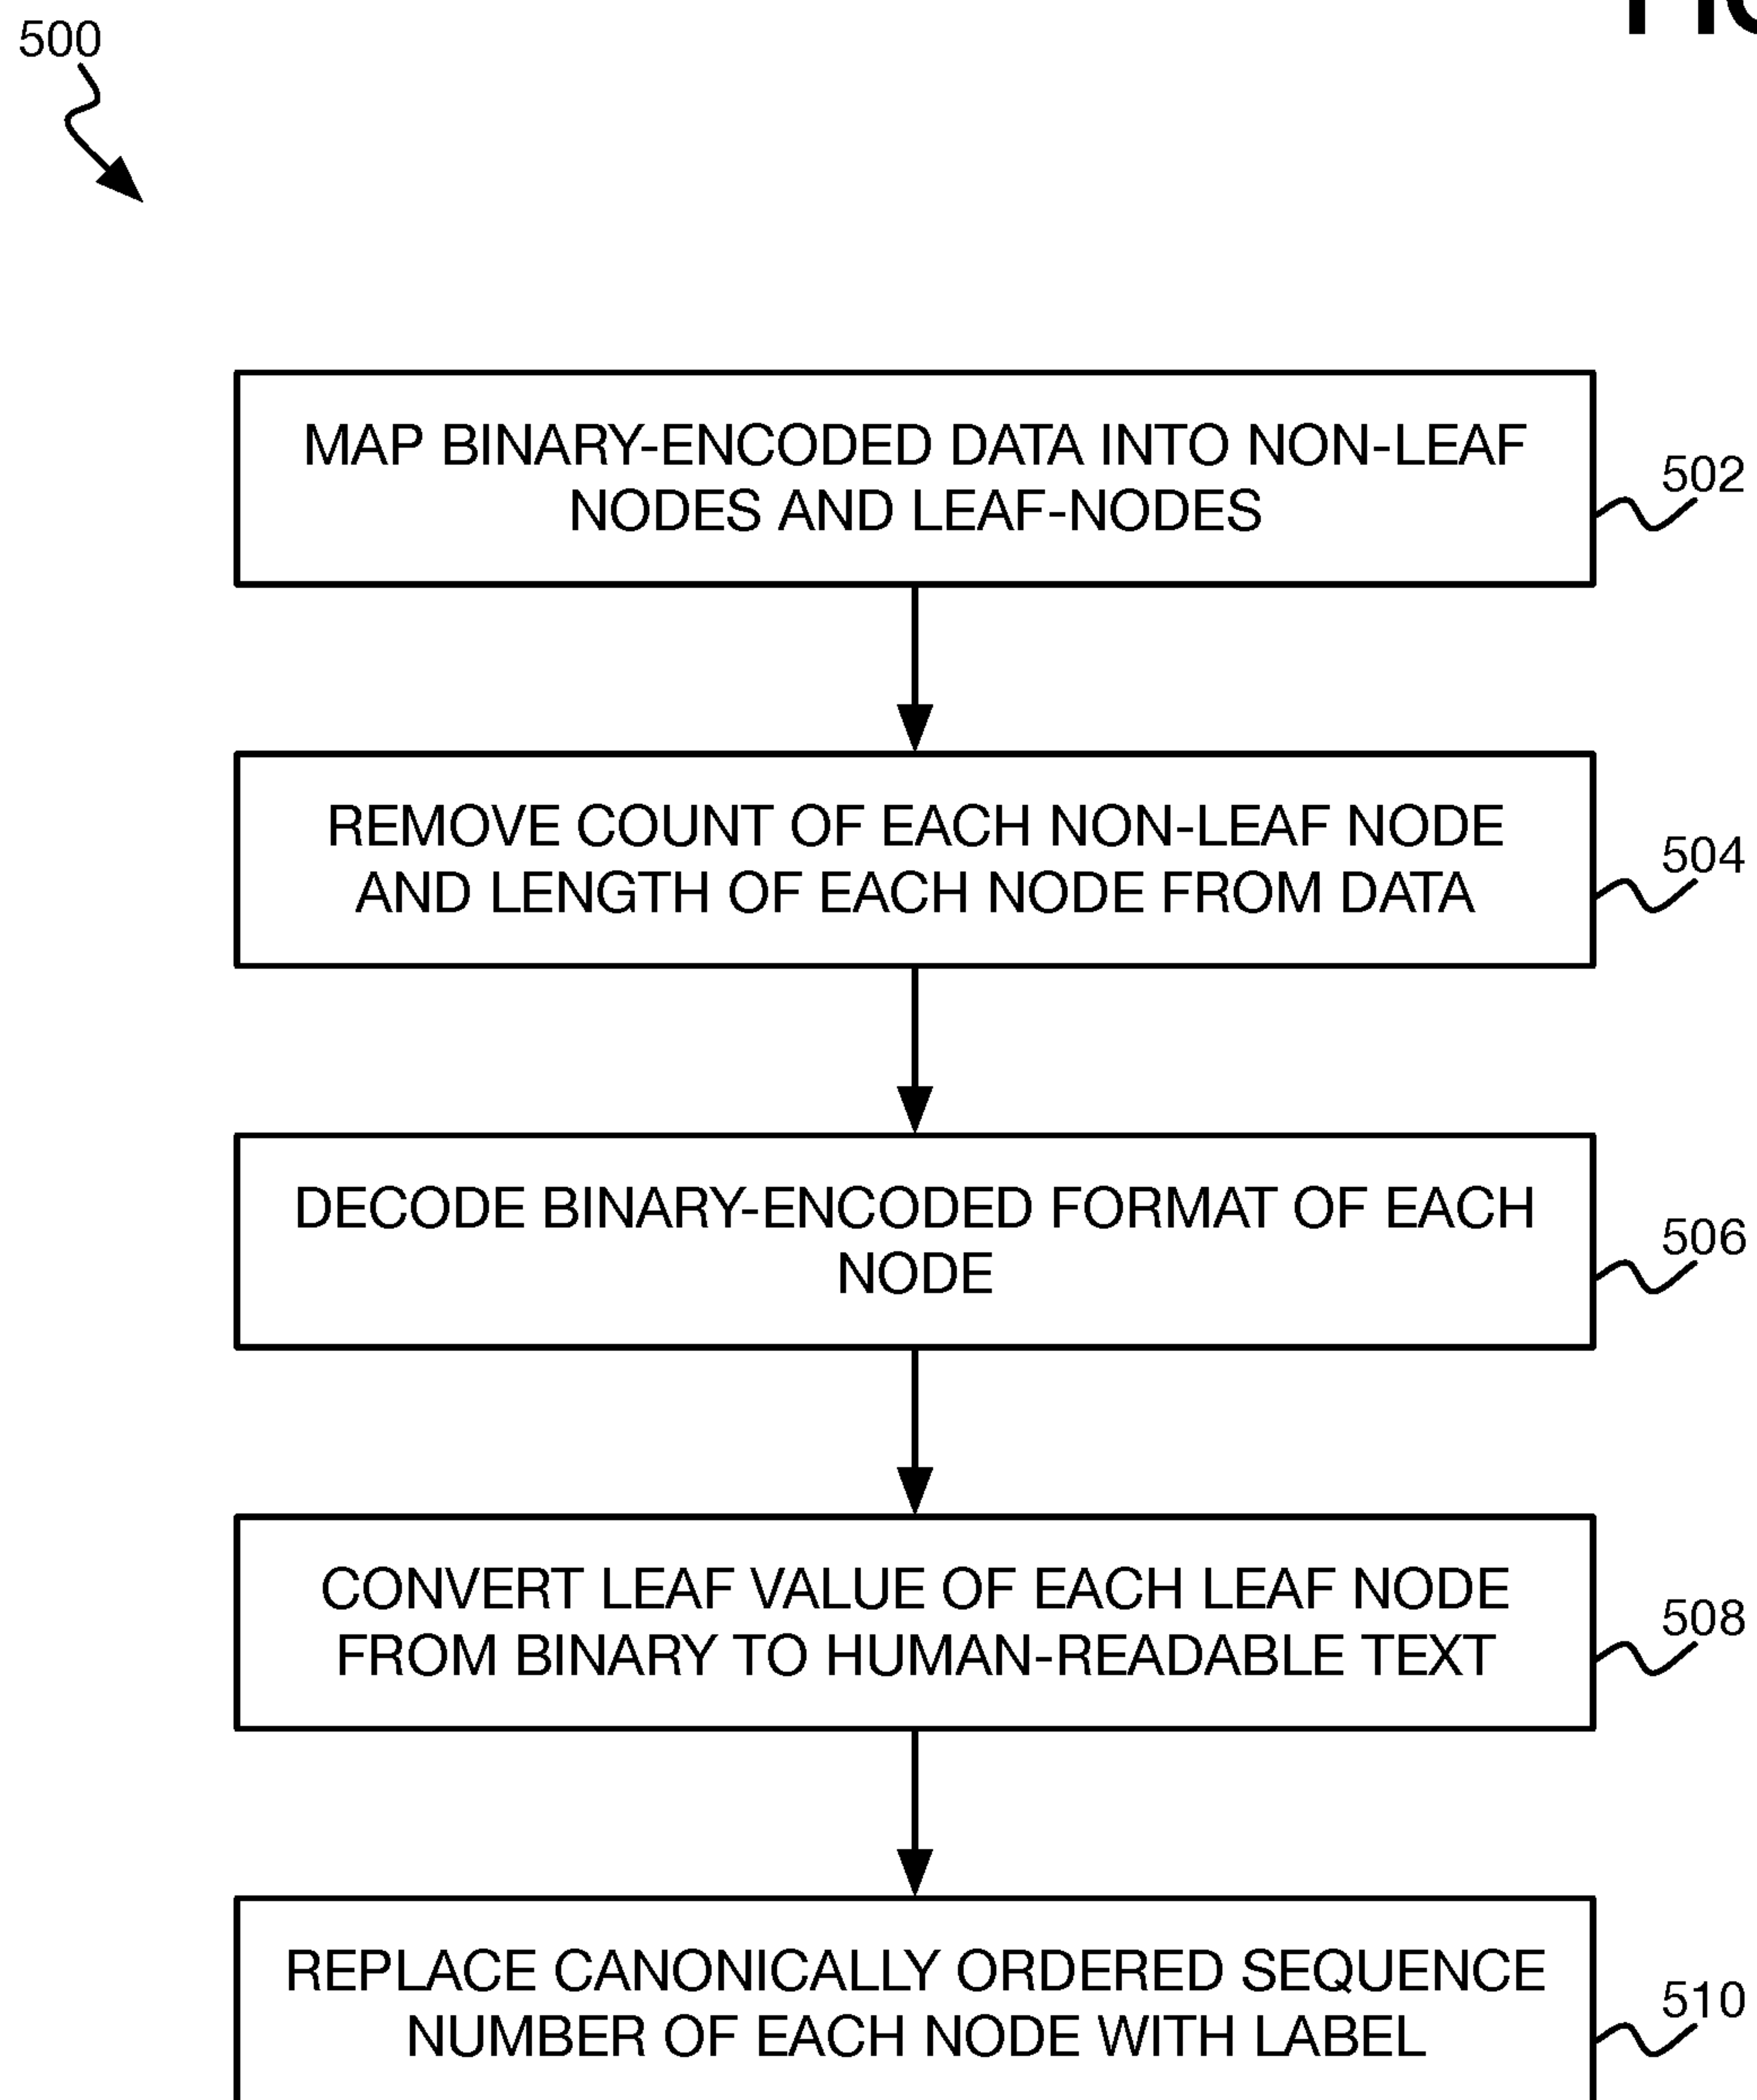 500
MAP BINARY-ENCODED DATA INTO NON-LEAF
NODES AND LEAF-NODES
502
REMOVE COUNT OF EACH NON-LEAF NODE
AND LENGTH OF EACH NODE FROM DATA
504
DECODE BINARY-ENCODED FORMAT OF EACH
NODE
506
CONVERT LEAF VALUE OF EACH LEAF NODE
FROM BINARY TO HUMAN-READABLE TEXT
508
REPLACE CANONICALLY ORDERED SEQUENCE
NUMBER OF EACH NODE WITH LABEL
510